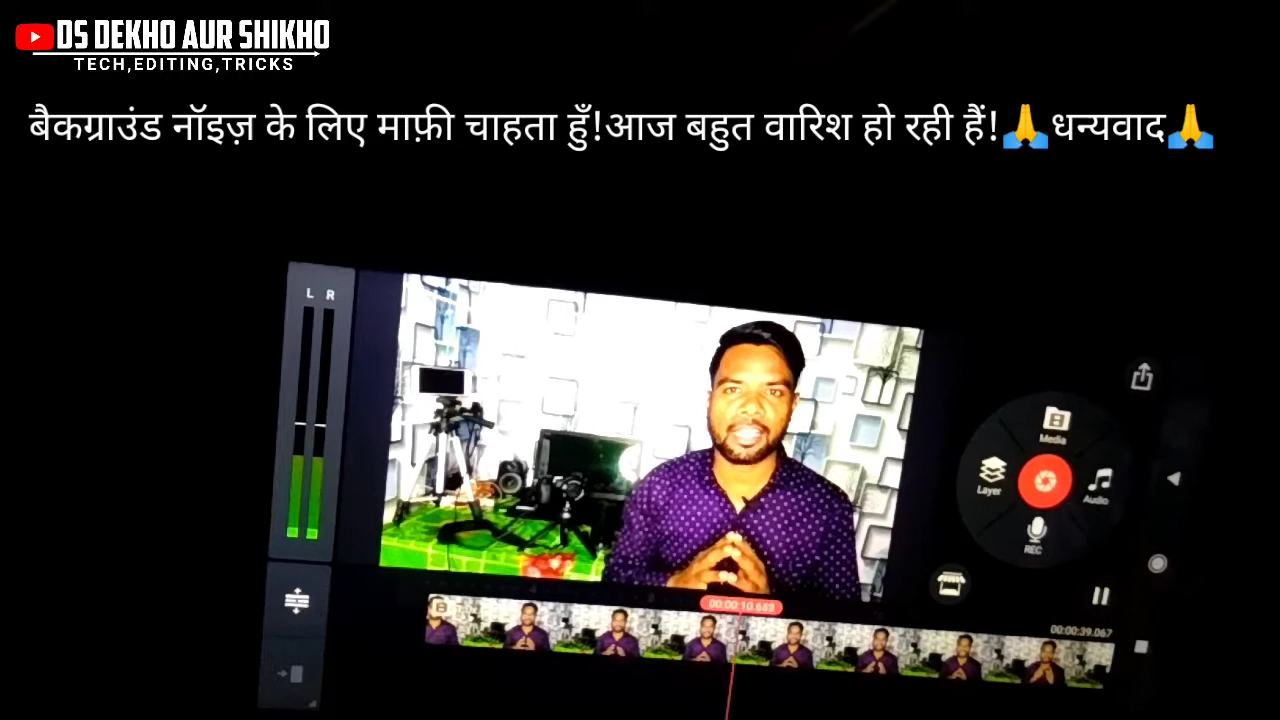 DS DEKHO AUR SHIKHO
TECH,EDITING,TRICKS
बैकग्राउंड नॉइज़ के लिए माफ़ी चाहता हुँ!आज बहुत वारिश हो रही हैं!🙏धन्यवाद🙏
L R
Media
Layer
Audio
REC
00:00:10.688
00:00:39.067